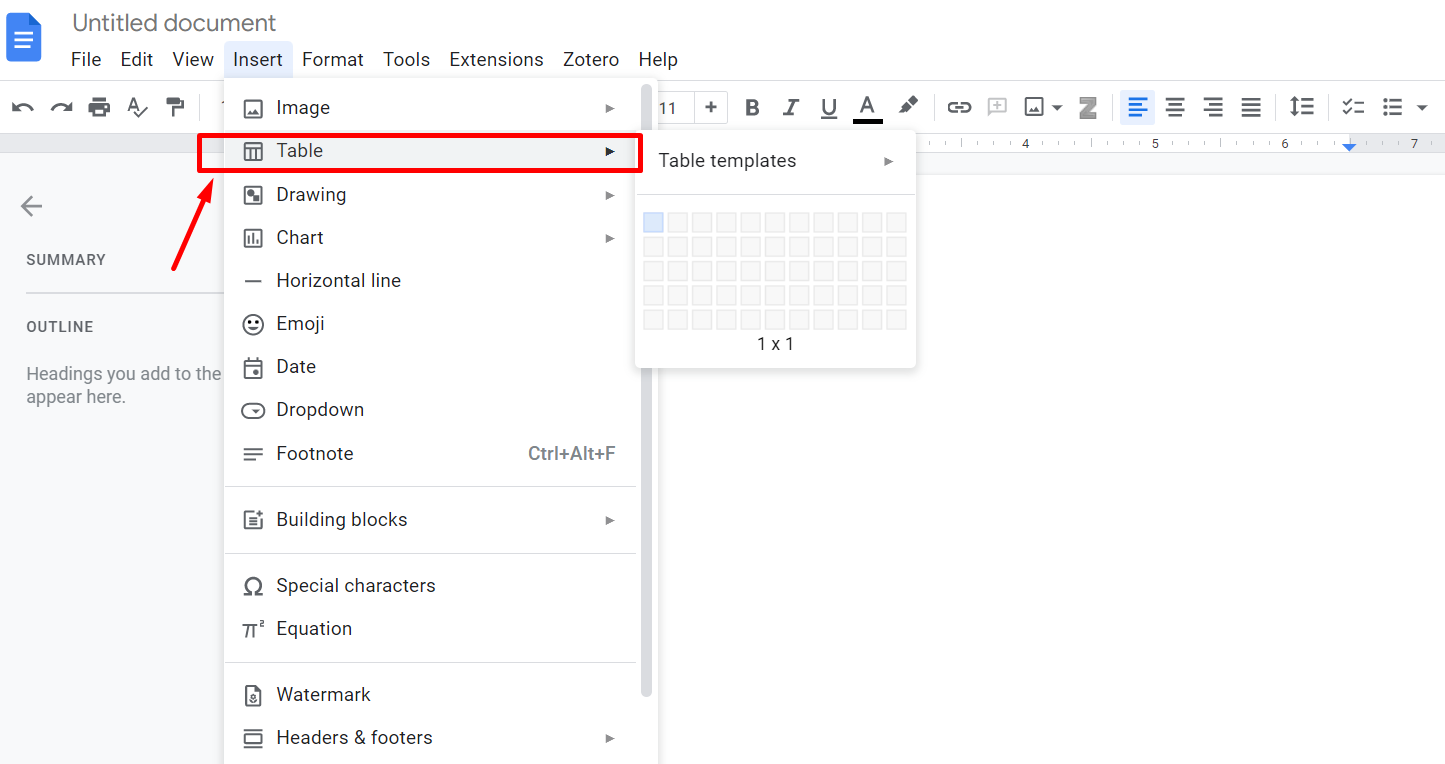 Untitled document
File Edit View Insert Format Tools Extensions Zotero Help
11
4 5 6 7
Image
Table
Drawing
Chart
Horizontal line
Emoji
Date
Dropdown
Footnote Ctrl+Alt+F
Building blocks
Special characters
Equation
Watermark
Headers & footers
Table templates
1 x 1
SUMMARY
OUTLINE
Headings you add to the
appear here.